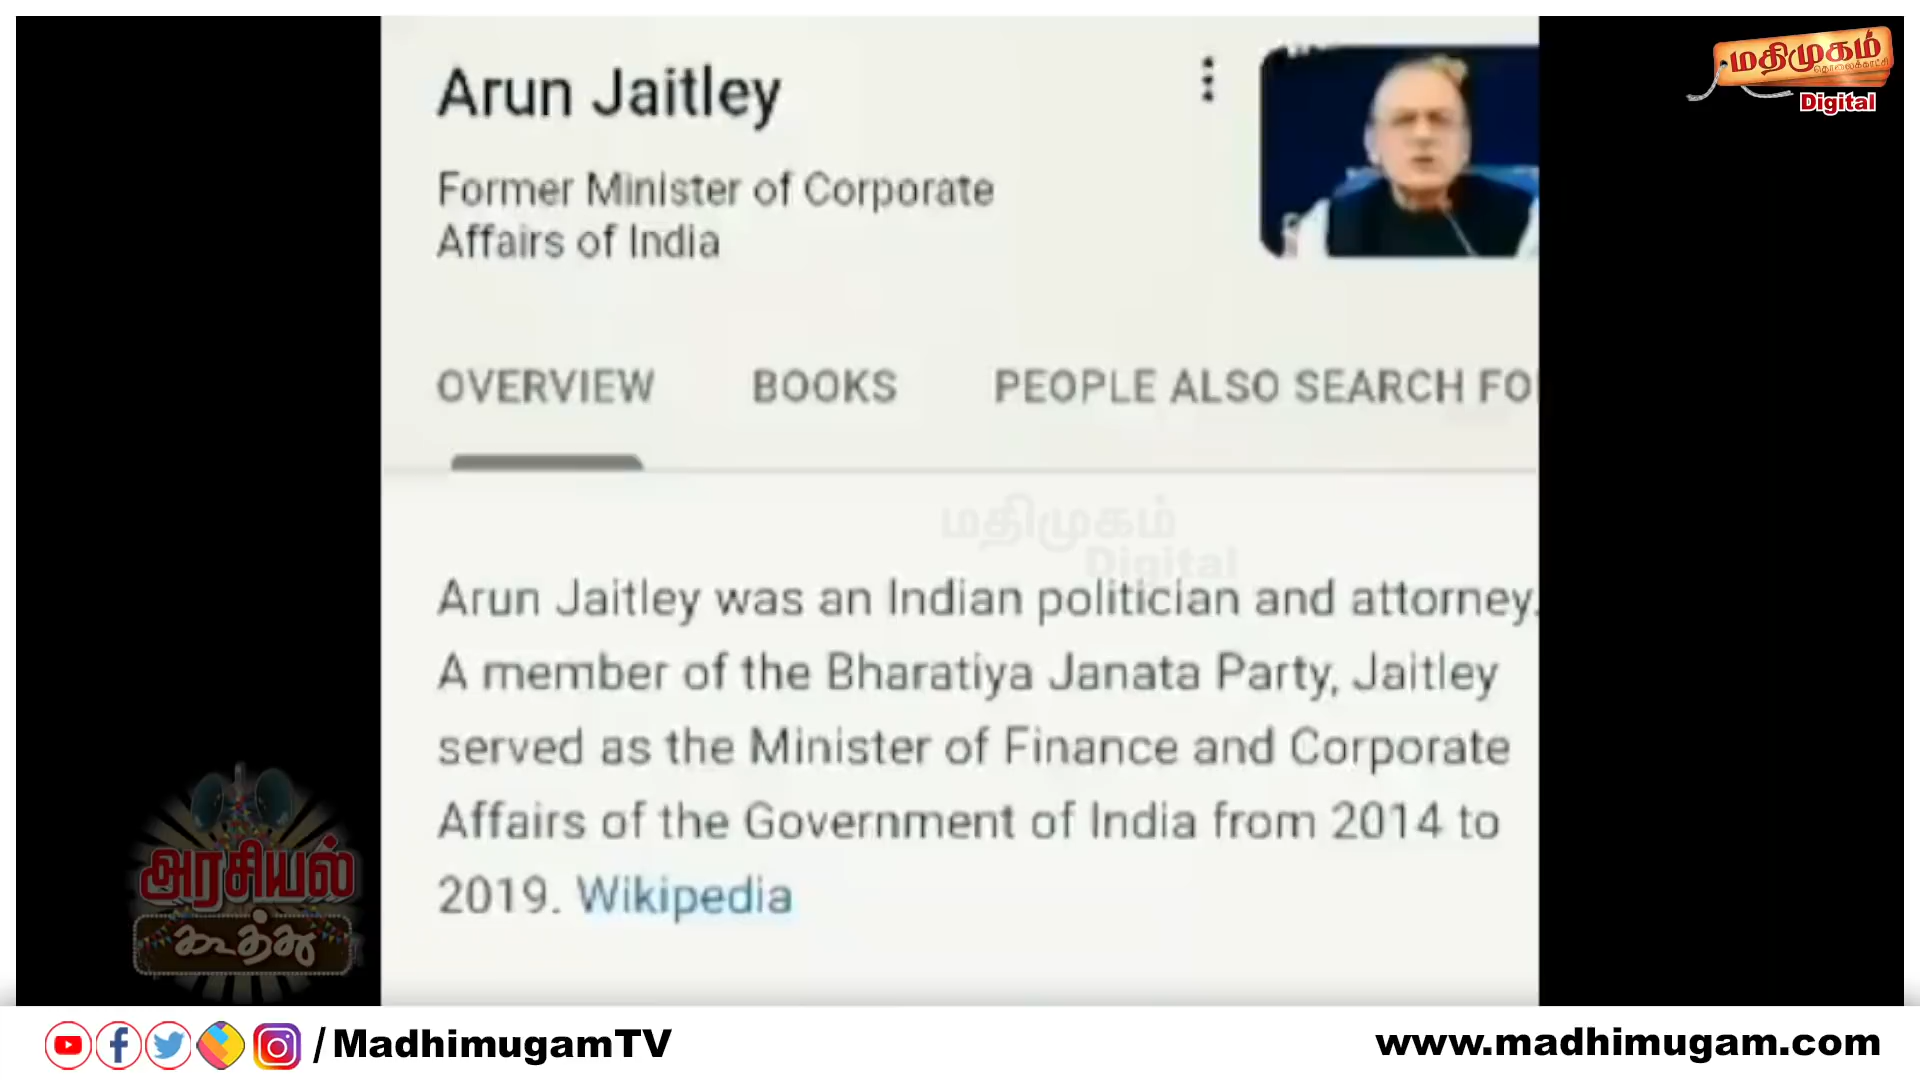 மதிமுகம்
தொலைக்காட்சி
Digital
Arun Jaitley
Former Minister of Corporate
Affairs of India
OVERVIEW BOOKS PEOPLE ALSO SEARCH FO
மதிமுகம்
Digital
Arun Jaitley was an Indian politician and attorney.
A member of the Bharatiya Janata Party, Jaitley
served as the Minister of Finance and Corporate
Affairs of the Government of India from 2014 to
2019. Wikipedia
அரசியல்
கூத்து
/MadhimugamTV
www.madhimugam.com